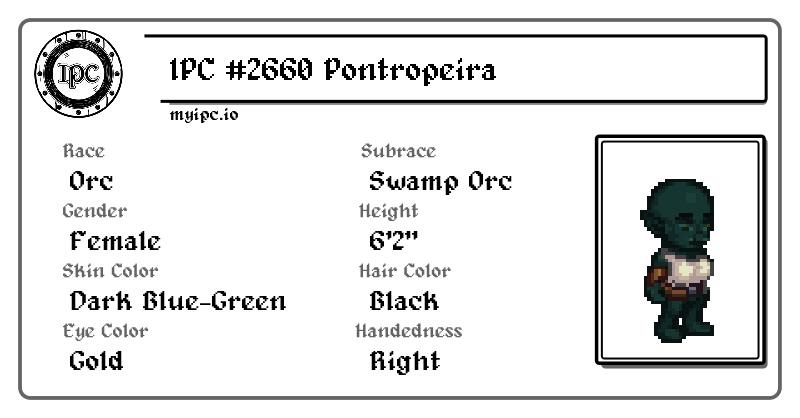 IPC
IPC #2660 Pontropeira
myipc.io
Race
Orc
Subrace
Swamp Orc
Gender
Female
Height
6'2"
Skin Color
Dark Blue-Green
Hair Color
Black
Eye Color
Gold
Handedness
Right